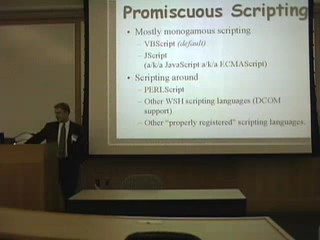 Promiscuous Scripting
• Mostly monogamous scripting
– VBScript (default)
– JScript
(a/k/a JavaScript a/k/a ECMAScript)
• Scripting around
– PERLScript
– Other WSH scripting languages (DCOM
support)
– Other "properly registered" scripting languages.